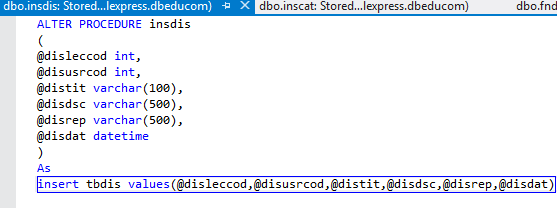 dbo.insdis: Stored...lexpress.dbeducom) dbo.inscat: Stored...lexpress.dbeducom) dbo.fnd
ALTER PROCEDURE insdis
(
@disleccod int,
@disusrcod int,
@distit varchar(100),
@disdsc varchar(500),
@disrep varchar(500),
@disdat datetime
)
As
insert tbdis values(@disleccod,@disusrcod,@distit,@disdsc,@disrep,@disdat)